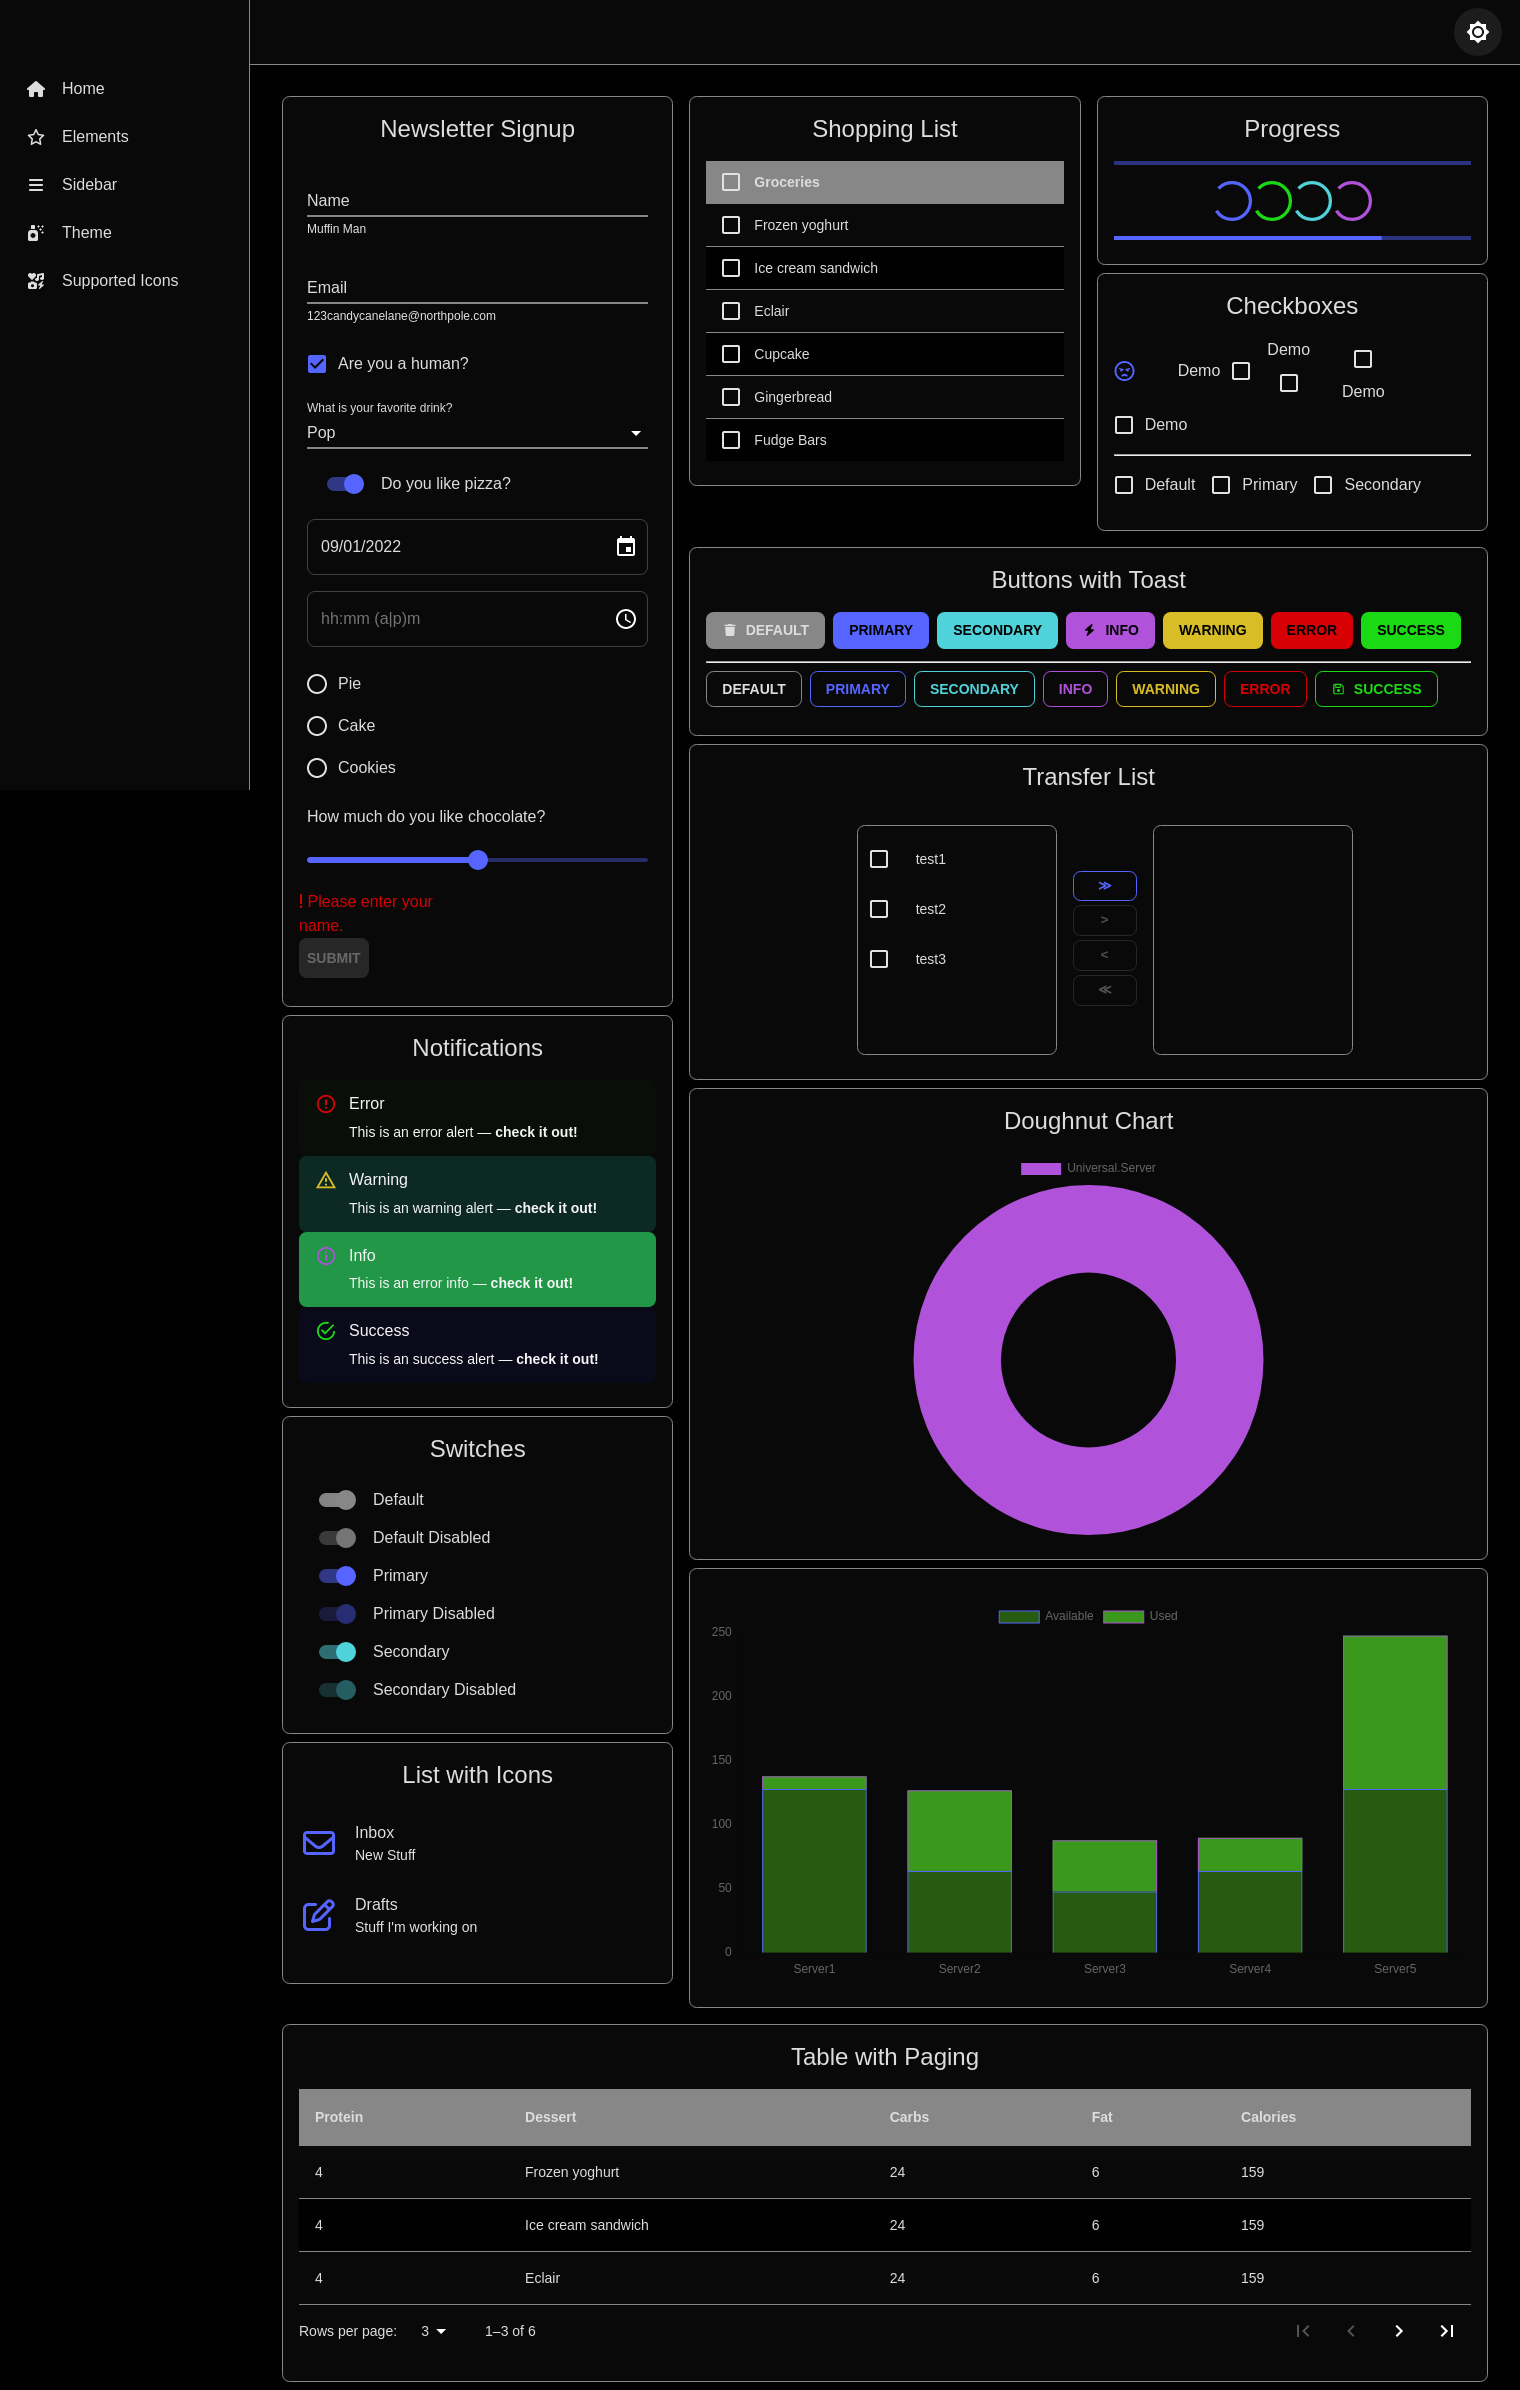 Home
Elements
Sidebar
Theme
Supported Icons
Newsletter Signup
Name
Muffin Man
Email
123candycanelane@northpole.com
Are you a human?
What is your favorite drink?
Pop
Do you like pizza?
09/01/2022
hh:mm (a|p)m
Pie
Cake
Cookies
How much do you like chocolate?
! Please enter your
name.
SUBMIT
Notifications
Error
This is an error alert — check it out!
Warning
This is an warning alert — check it out!
Info
This is an error info — check it out!
Success
This is an success alert — check it out!
Switches
Default
Default Disabled
Primary
Primary Disabled
Secondary
Secondary Disabled
List with Icons
Inbox
New Stuff
Drafts
Stuff I'm working on
Shopping List
Groceries
Frozen yoghurt
Ice cream sandwich
Eclair
Cupcake
Gingerbread
Fudge Bars
Progress
Checkboxes
Demo
Demo
Demo
Demo
Default Primary Secondary
Buttons with Toast
DEFAULT PRIMARY SECONDARY INFO WARNING ERROR SUCCESS
DEFAULT PRIMARY SECONDARY INFO WARNING ERROR SUCCESS
Transfer List
test1
test2
test3
≫
>
<
≪
Doughnut Chart
Universal.Server
Available Used
250
200
150
100
50
0
Server1 Server2 Server3 Server4 Server5
Table with Paging
Protein Dessert Carbs Fat Calories
4 Frozen yoghurt 24 6 159
4 Ice cream sandwich 24 6 159
4 Eclair 24 6 159
Rows per page: 3 1–3 of 6